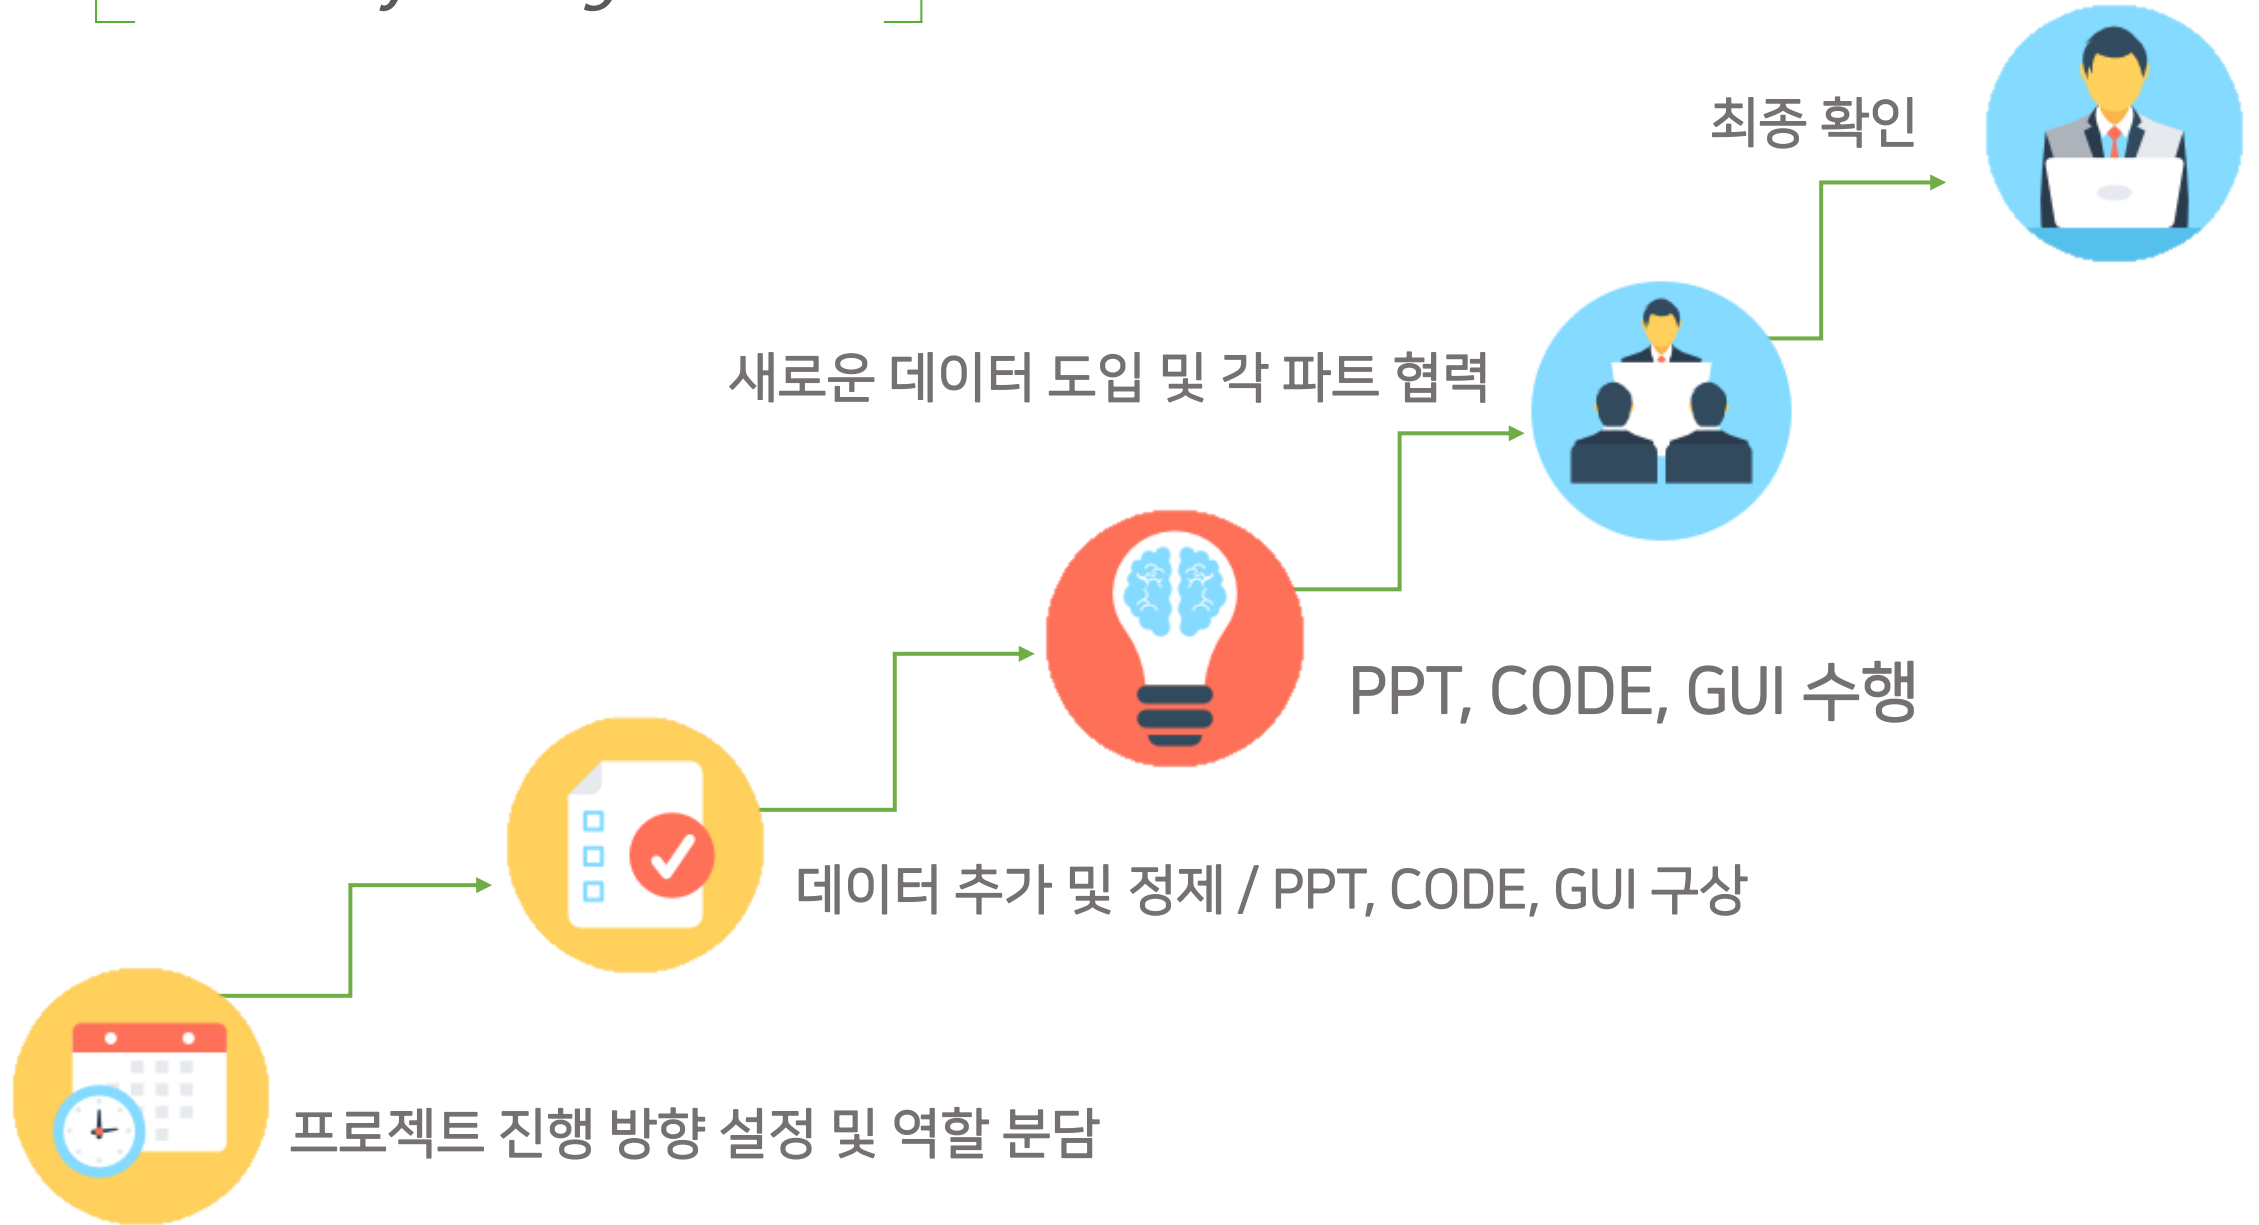 최종 확인
새로운 데이터 도입 및 각 파트 협력
PPT, CODE, GUI 수행
데이터 추가 및 정제 / PPT, CODE, GUI 구상
프로젝트 진행 방향 설정 및 역할 분담